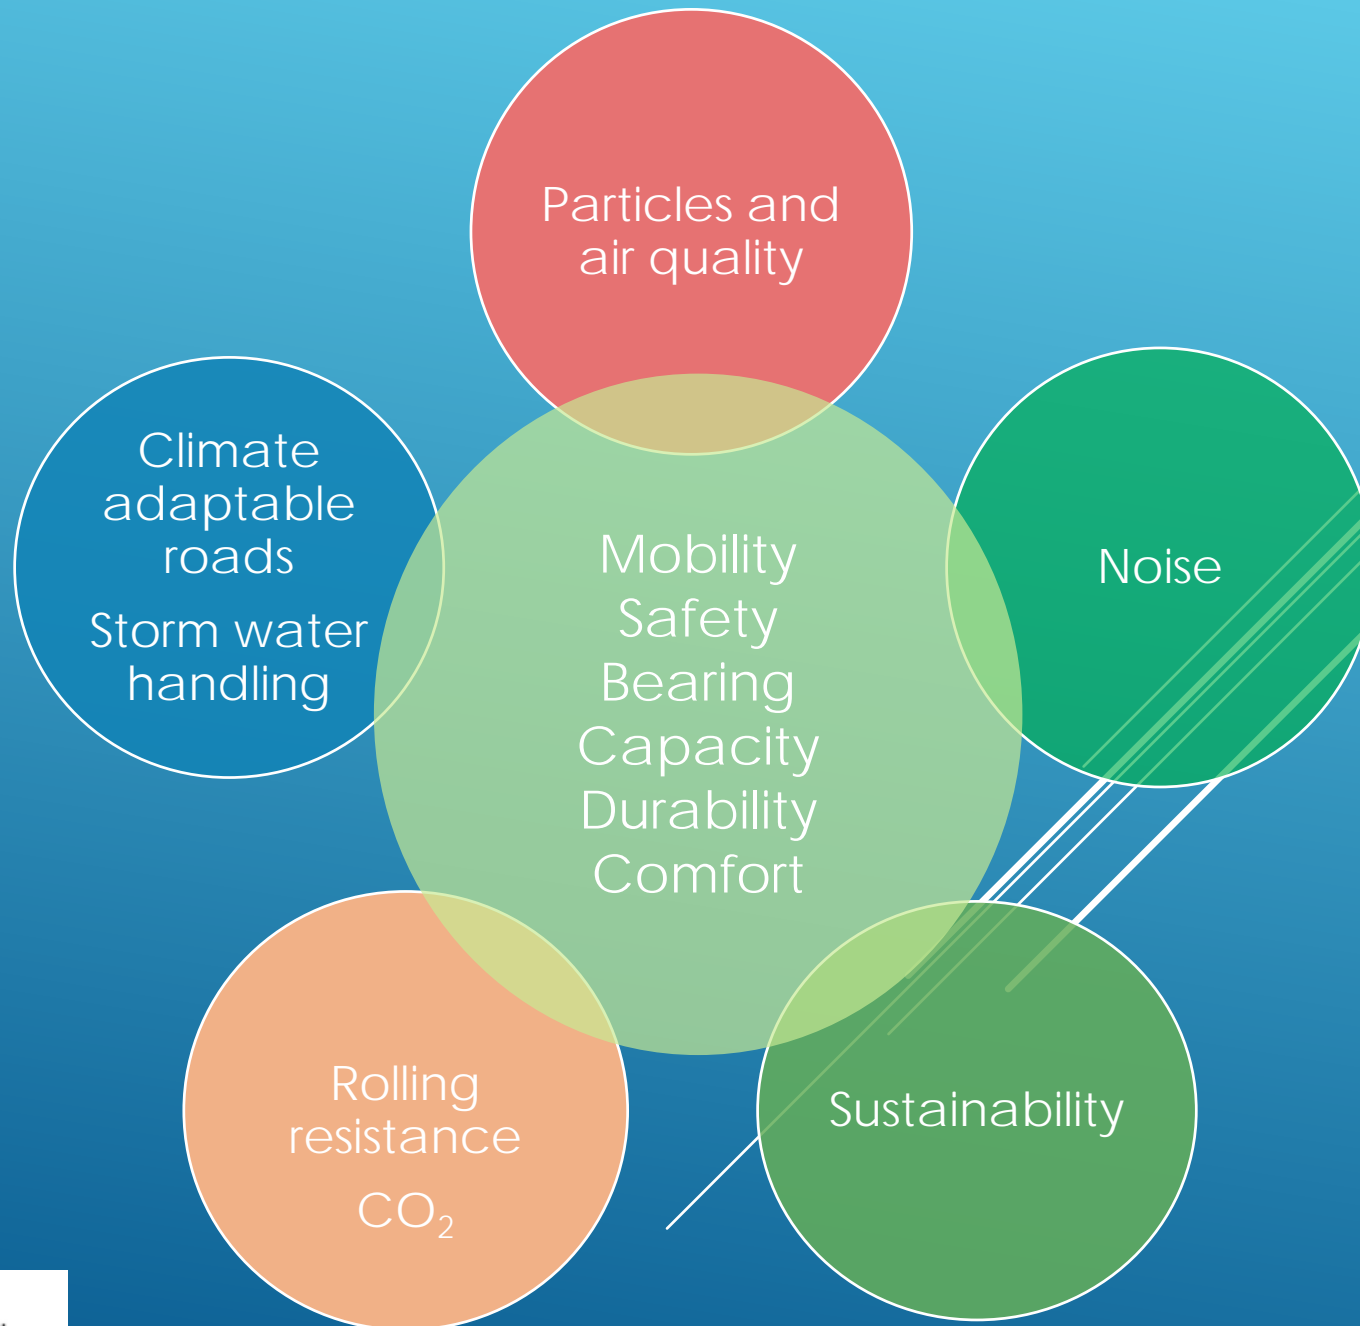 Particles and
air quality
Climate
adaptable
roads
Storm water
handling
Mobility
Safety
Bearing
Capacity
Durability
Comfort
Noise
Rolling
resistance
CO₂
Sustainability